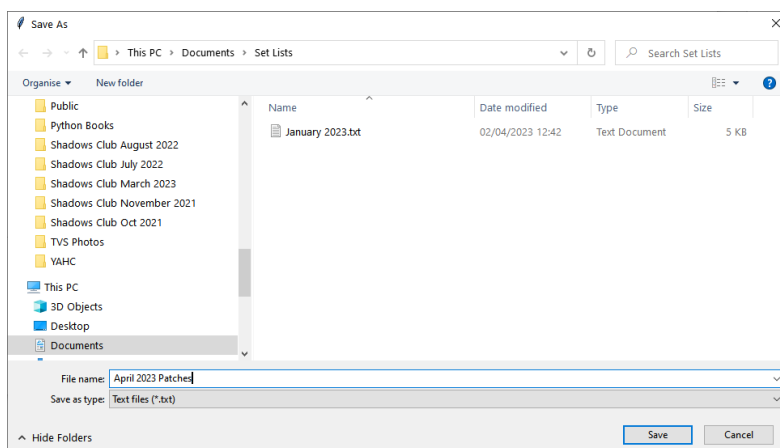 Save As
This PC > Documents > Set Lists
Search Set Lists
Organise New folder
Name Date modified Type Size
Public
Python Books
January 2023.txt 02/04/2023 12:42 Text Document 5 KB
Shadows Club August 2022
Shadows Club July 2022
Shadows Club March 2023
Shadows Club November 2021
Shadows Club Oct 2021
TVS Photos
YAHC
This PC
3D Objects
Desktop
Documents
File name: April 2023 Patches
Save as type: Text files (*.txt)
Hide Folders
Save Cancel